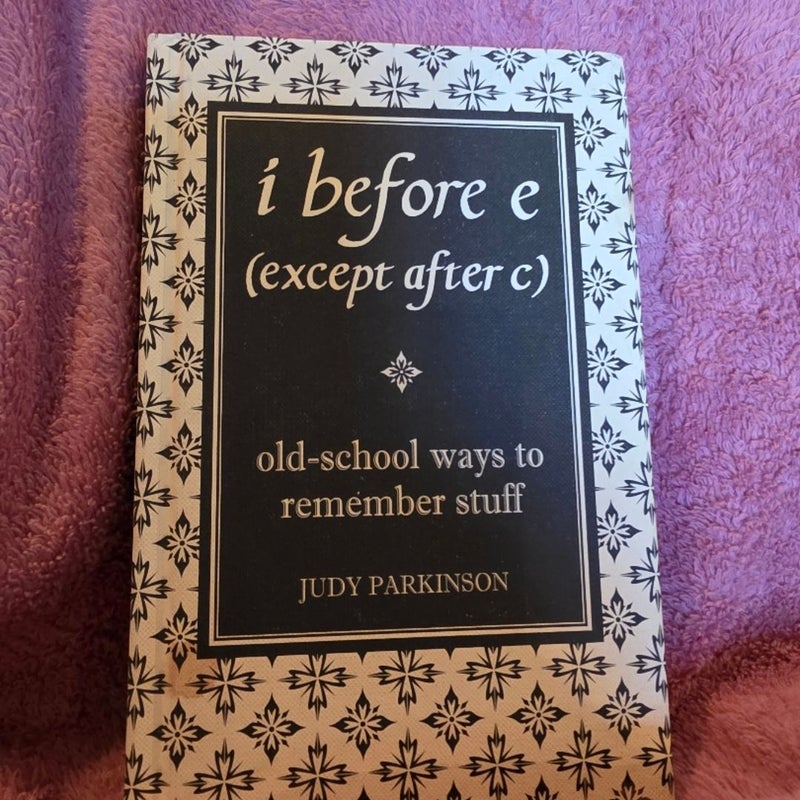 i before e
(except after c)
old-school ways to
remember stuff
JUDY PARKINSON